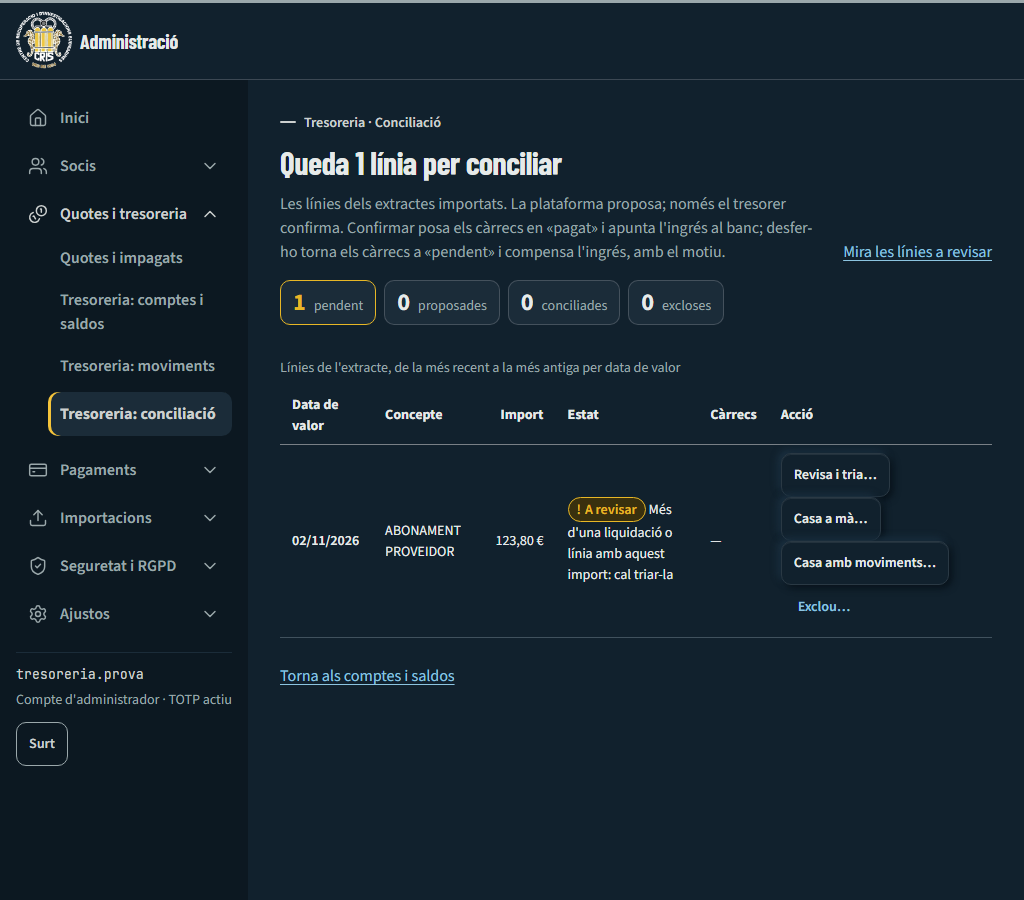 CRIS
Administració
Inici
Socis
Quotes i tresoreria
Quotes i impagats
Tresoreria: comptes i
saldos
Tresoreria: moviments
Tresoreria: conciliació
Pagaments
Importacions
Seguretat i RGPD
Ajustos
tresoreria.prova
Compte d'administrador · TOTP actiu
Surt
— Tresoreria · Conciliació
Queda 1 línia per conciliar
Les línies dels extractes importats. La plataforma proposa; només el tresorer
confirma. Confirmar posa els càrrecs en «pagat» i apunta l'ingrés al banc; desfer-
ho torna els càrrecs a «pendent» i compensa l'ingrés, amb el motiu.
Mira les línies a revisar
1 pendent
0 proposades
0 conciliades
0 excloses
Línies de l'extracte, de la més recent a la més antiga per data de valor
Data de
valor
Concepte
Import
Estat
Càrrecs
Acció
02/11/2026
ABONAMENT
PROVEIDOR
123,80 €
! A revisar Més
d'una liquidació o
línia amb aquest
import: cal triar-la
—
Revisa i tria…
Casa a mà…
Casa amb moviments…
Exclou…
Torna als comptes i saldos